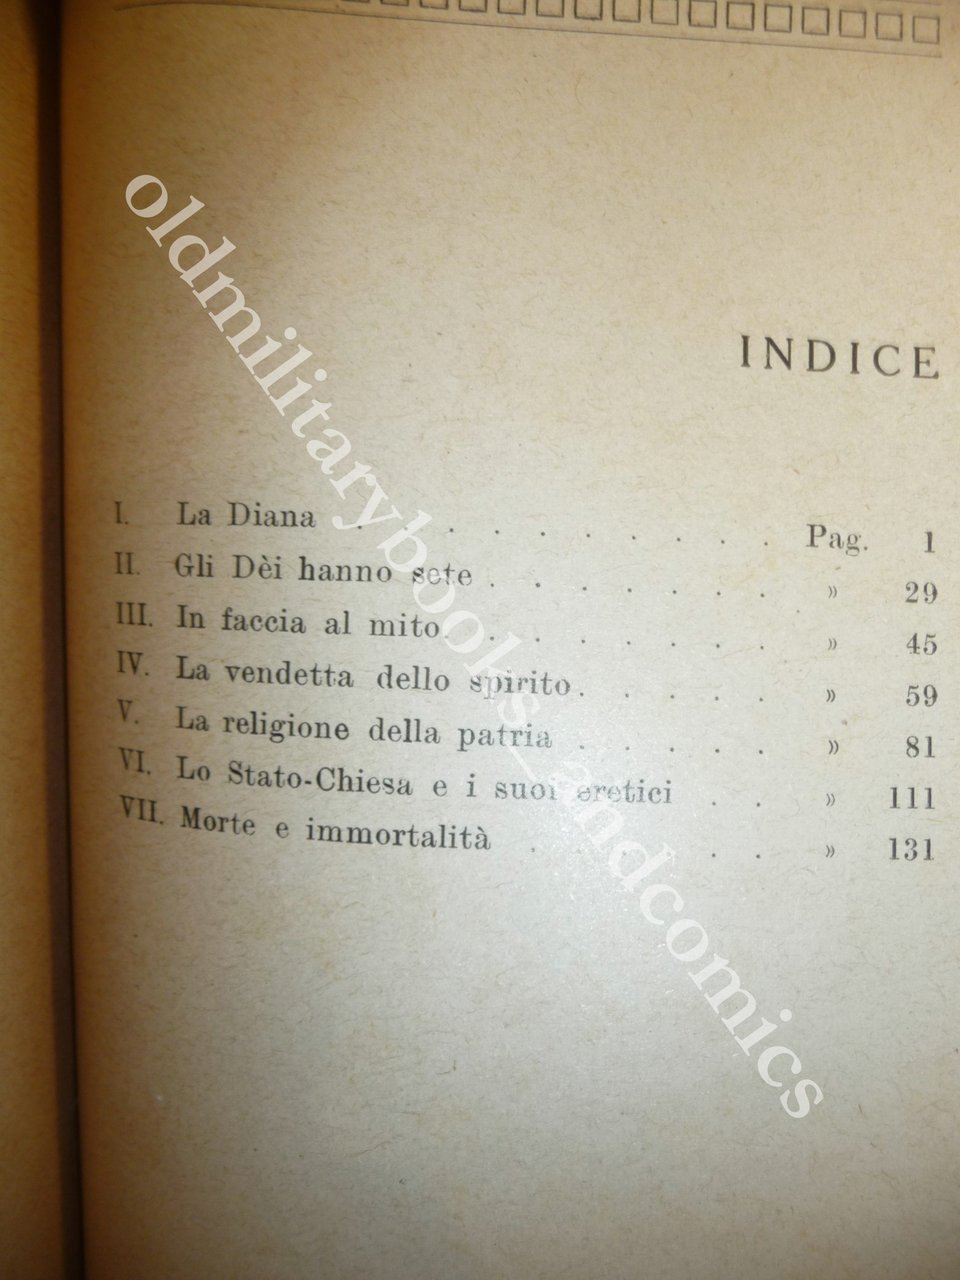 INDICE
I. La Diana . . . . . . . . . Pag. 1
II. Gli Dèi hanno sete . . . . . . . » 29
III. In faccia al mito. . . . . . . . » 45
IV. La vendetta dello spirito. . . . . » 59
V. La religione della patria . . . . . » 81
VI. Lo Stato-Chiesa e i suoi eretici . . » 111
VII. Morte e immortalità . . . . . . » 131
oldmilitarybooks_andcomics